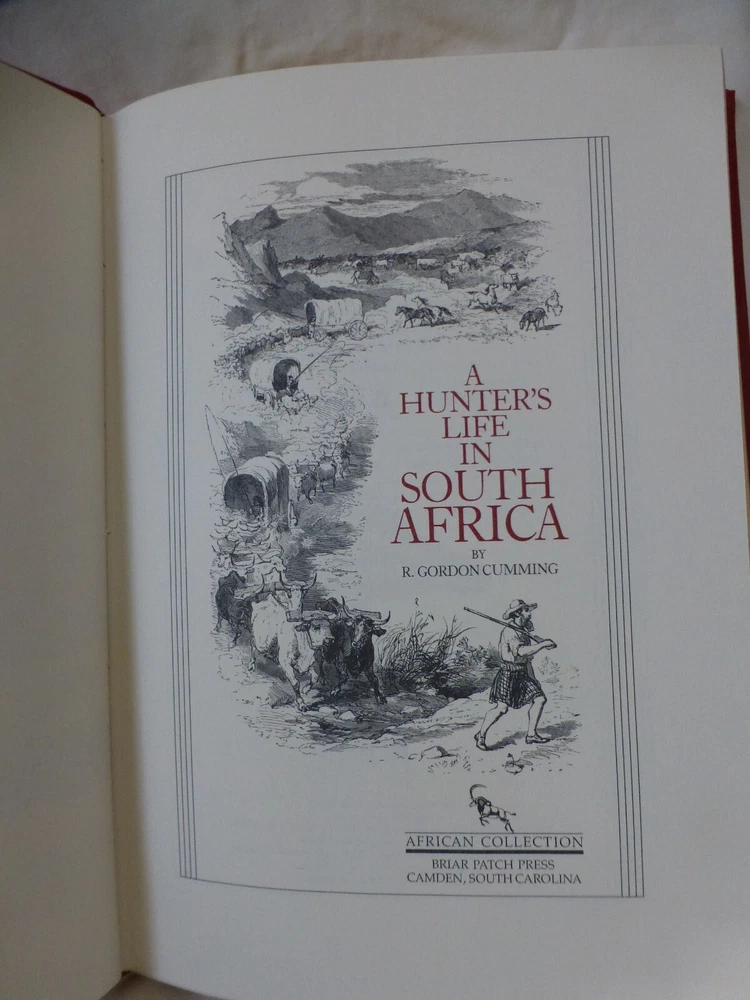 A
HUNTER'S
LIFE
IN
SOUTH
AFRICA
BY
R. GORDON CUMMING
AFRICAN COLLECTION
BRIAR PATCH PRESS
CAMDEN, SOUTH CAROLINA